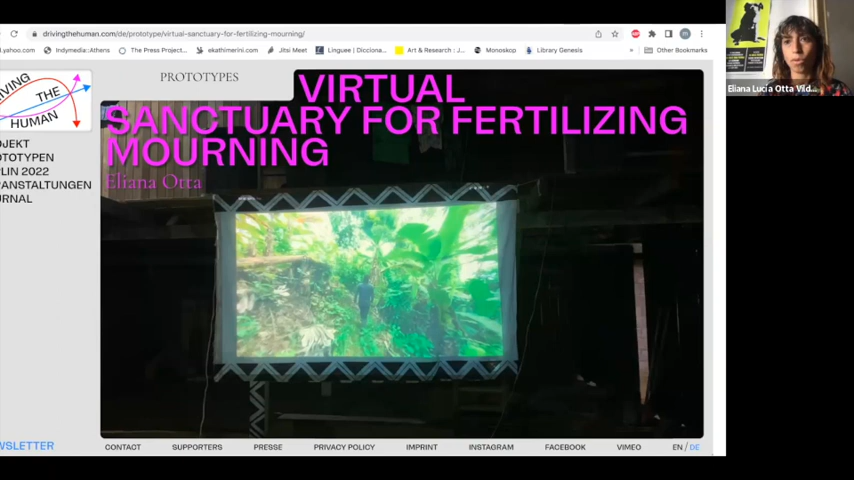 drivingthehuman.com/de/prototype/virtual-sanctuary-for-fertilizing-mourning/
yahoo.com
Indymedia:Athens
The Press Project...
ekathimerini.com
Jitsi Meet
Linguee | Dicciona...
Art & Research : J...
Monoskop
Library Genesis
»
Other Bookmarks
VING
THE
HUMAN
OJEKT
OTOTYPEN
LIN 2022
ANSTALTUNGEN
URNAL
WSLETTER
PROTOTYPES
VIRTUAL
SANCTUARY FOR FERTILIZING
MOURNING
Eliana Otta
CONTACT
SUPPORTERS
PRESSE
PRIVACY POLICY
IMPRINT
INSTAGRAM
FACEBOOK
VIMEO
EN / DE
Eliana Lucía Otta Vild...